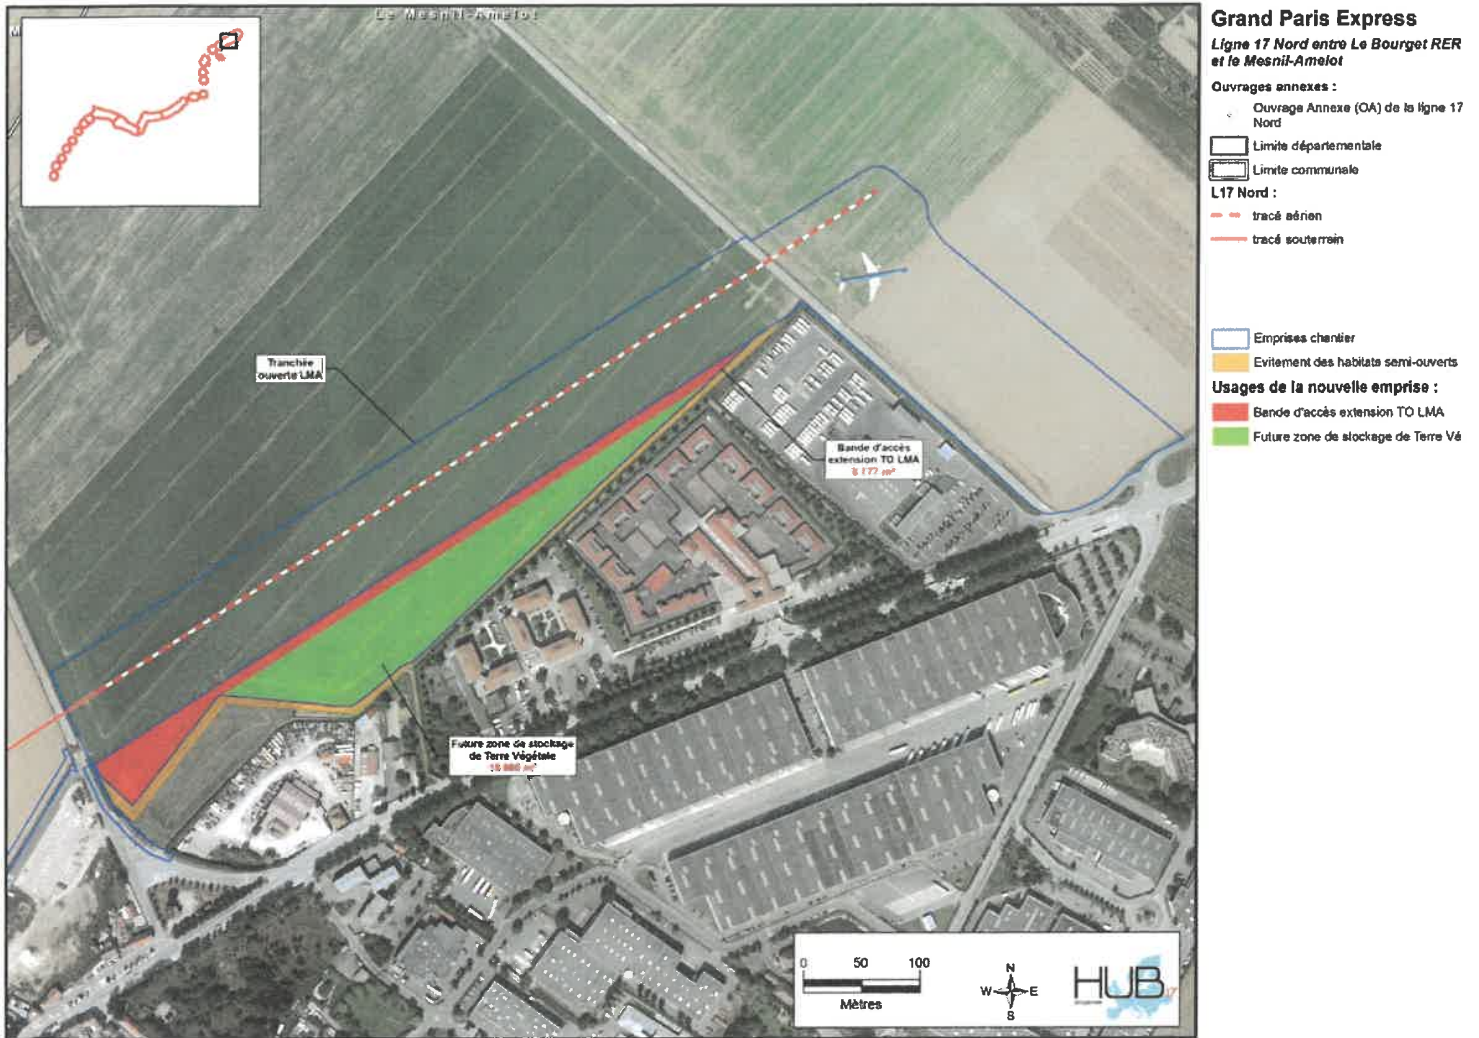 Le Mesnil-Amelot
Grand Paris Express
Ligne 17 Nord entre Le Bourget RER
et le Mesnil-Amelot
Ouvrages annexes :
Ouvrage Annexe (OA) de la ligne 17
Nord
Limite départementale
Limite communale
L17 Nord :
tracé aérien
tracé souterrain
Emprises chantier
Evitement des habitats semi-ouverts
Usages de la nouvelle emprise :
Bande d'accès extension TO LMA
Future zone de stockage de Terre Vé
Tranchée
ouverte LMA
Bande d'accès
extension TO LMA
Future zone de stockage
de Terre Végétale
0 50 100
Mètres
N
W E
S
HUB